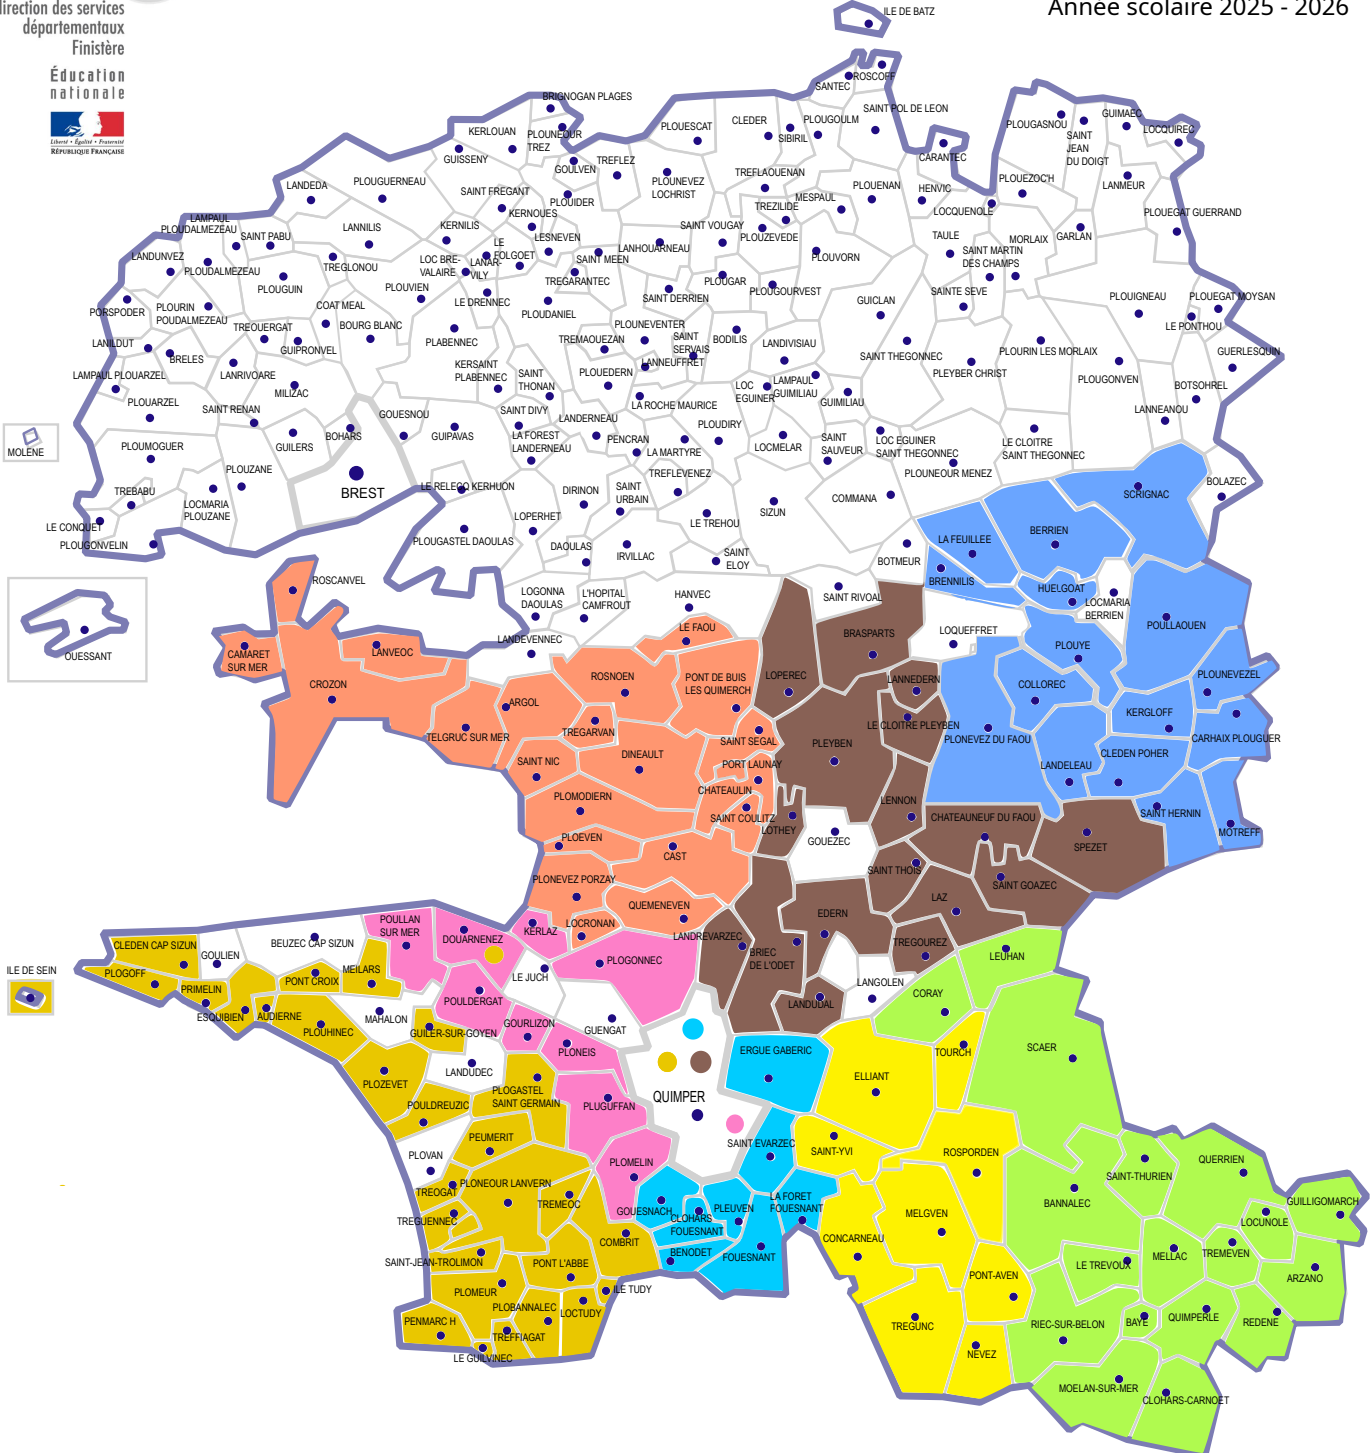 direction des services
départementaux
Finistère
Éducation
nationale
Liberté • Égalité • Fraternité
RÉPUBLIQUE FRANÇAISE
Année scolaire 2025 - 2026
ILE DE BATZ
ROSCOFF
SANTEC
SAINT POL DE LEON
BRIGNOGAN PLAGES
KERLOUAN
PLOUNEOUR
TREZ
PLOUESCAT
CLEDER
SIBIRIL
PLOUGOULM
PLOUGASNOU
SAINT
JEAN
DU DOIGT
GUIMAEC
LOCQUIREC
GUISSENY
GOULVEN
TREFLEZ
CARANTEC
LANDEDA
PLOUGUERNEAU
SAINT FREGANT
PLOUIDER
PLOUNEVEZ
LOCHRIST
TREFLAOUENAN
PLOUENAN
HENVIC
PLOUEZOC'H
LANMEUR
KERNOUES
TREZILIDE
MESPAUL
LOCQUENOLE
PLOUEGAT GUERRAND
LAMPAUL
PLOUDALMEZEAU
SAINT PABU
LANNILIS
KERNILIS
LESNEVEN
SAINT VOUGAY
PLOUZEVEDE
TAULE
MORLAIX
GARLAN
LANDUNVEZ
PLOUDALMEZEAU
TREGLONOU
LOC BRE-
VALAIRE
LANAR-
VILY
LE
FOLGOET
SAINT MEEN
LANHOUARNEAU
PLOUVORN
SAINT MARTIN
DES CHAMPS
PLOUGUIN
PLOUVIEN
LE DRENNEC
TREGARANTEC
SAINT DERRIEN
PLOUGAR
PLOUGOURVEST
GUICLAN
SAINTE SEVE
PLOUIGNEAU
PLOUEGAT MOYSAN
PORSPODER
PLOURIN
POUDALMEZEAU
COAT MEAL
PLOUDANIEL
LE PONTHOU
TREOUERGAT
BOURG BLANC
PLABENNEC
PLOUNEVENTER
TREMAOUEZAN
SAINT
SERVAIS
BODILIS
LANDIVISIAU
SAINT THEGONNEC
PLOURIN LES MORLAIX
GUERLESQUIN
LANILDUT
BRELES
GUIPRONVEL
LANNEUFFRET
PLEYBER CHRIST
PLOUGONVEN
LAMPAUL PLOUARZEL
LANRIVOARE
MILIZAC
KERSAINT
PLABENNEC
SAINT
THONAN
PLOUEDERN
LOC
EGUINER
LAMPAUL
GUIMILIAU
GUIMILIAU
BOTSOHREL
PLOUARZEL
SAINT RENAN
GOUESNOU
SAINT DIVY
LA ROCHE MAURICE
LANNEANOU
GUILERS
BOHARS
GUIPAVAS
LANDERNEAU
LA FOREST
LANDERNEAU
PENCRAN
LA MARTYRE
PLOUDIRY
LOCMELAR
SAINT
SAUVEUR
LOC EGUINER
SAINT THEGONNEC
LE CLOITRE
SAINT THEGONNEC
MOLENE
PLOUMOGUER
PLOUZANE
TREFLEVENEZ
PLOUNEOUR MENEZ
TREBABU
LOCMARIA
PLOUZANE
BREST
LE RELECQ KERHUON
DIRINON
SAINT
URBAIN
SIZUN
COMMANA
SCRIGNAC
BOLAZEC
LE CONQUET
PLOUGONVELIN
PLOUGASTEL DAOULAS
LOPERHET
DAOULAS
IRVILLAC
LE TREHOU
SAINT
ELOY
BOTMEUR
LA FEUILLEE
BERRIEN
BRENNILIS
HUELGOAT
LOCMARIA
BERRIEN
ROSCANVEL
LOGONNA
DAOULAS
L'HOPITAL
CAMFROUT
HANVEC
SAINT RIVOAL
POULLAOUEN
OUESSANT
LANDEVENNEC
LE FAOU
BRASPARTS
LOQUEFFRET
PLOUYE
CAMARET
SUR MER
LANVEOC
CROZON
ROSNOEN
PONT DE BUIS
LES QUIMERCH
LOPEREC
LANNEDERN
COLLOREC
PLOUNEVEZEL
ARGOL
TELGRUC SUR MER
TREGARVAN
SAINT SEGAL
PLEYBEN
LE CLOITRE PLEYBEN
PLONEVEZ DU FAOU
KERGLOFF
CARHAIX PLOUGUER
SAINT NIC
DINEAULT
PORT LAUNAY
LANDELEAU
CLEDEN POHER
PLOMODIERN
CHATEAULIN
SAINT COULITZ
LOTHEY
LENNON
CHATEAUNEUF DU FAOU
SAINT HERNIN
MOTREFF
PLOEVEN
CAST
GOUEZEC
SPEZET
SAINT THOIS
PLONEVEZ PORZAY
QUEMENEVEN
LAZ
SAINT GOAZEC
LOCRONAN
EDERN
POULLAN
SUR MER
DOUARNENEZ
KERLAZ
LANDREVARZEC
BRIEC
DE L'ODET
TREGOUREZ
LEUHAN
CLEDEN CAP SIZUN
GOULIEN
BEUZEC CAP SIZUN
MEILARS
LE JUCH
PLOGONNEC
LANGOLEN
CORAY
ILE DE SEIN
PLOGOFF
PRIMELIN
PONT CROIX
POULDERGAT
LANDUDAL
ESQUIBIEN
AUDIERNE
PLOUHINEC
MAHALON
GUILER-SUR-GOYEN
GOURLIZON
GUENGAT
PLONEIS
ERGUE GABERIC
TOURCH
SCAER
PLOZEVET
LANDUDEC
PLOGASTEL
SAINT GERMAIN
PLUGUFFAN
QUIMPER
ELLIANT
POULDREUZIC
PEUMERIT
SAINT EVARZEC
SAINT-YVI
ROSPORDEN
PLOVAN
PLOMELIN
SAINT-THURIEN
QUERRIEN
TREOGAT
PLONEOUR LANVERN
TREMEOC
GOUESNACH
CLOHARS
FOUESNANT
PLEUVEN
LA FORET
FOUESNANT
BANNALEC
GUILLIGOMARCH
TREGUENNEC
MELGVEN
LOCUNOLE
COMBRIT
BENODET
FOUESNANT
CONCARNEAU
MELLAC
TREMEVEN
SAINT-JEAN-TROLIMON
PONT L'ABBE
PONT-AVEN
LE TREVOUX
ARZANO
PLOMEUR
ILE TUDY
PLOBANNALEC
LOCTUDY
TREGUNC
RIEC-SUR-BELON
BAYE
QUIMPERLE
REDENE
PENMARC H
TREFFIAGAT
LE GUILVINEC
NEVEZ
MOELAN-SUR-MER
CLOHARS-CARNOET